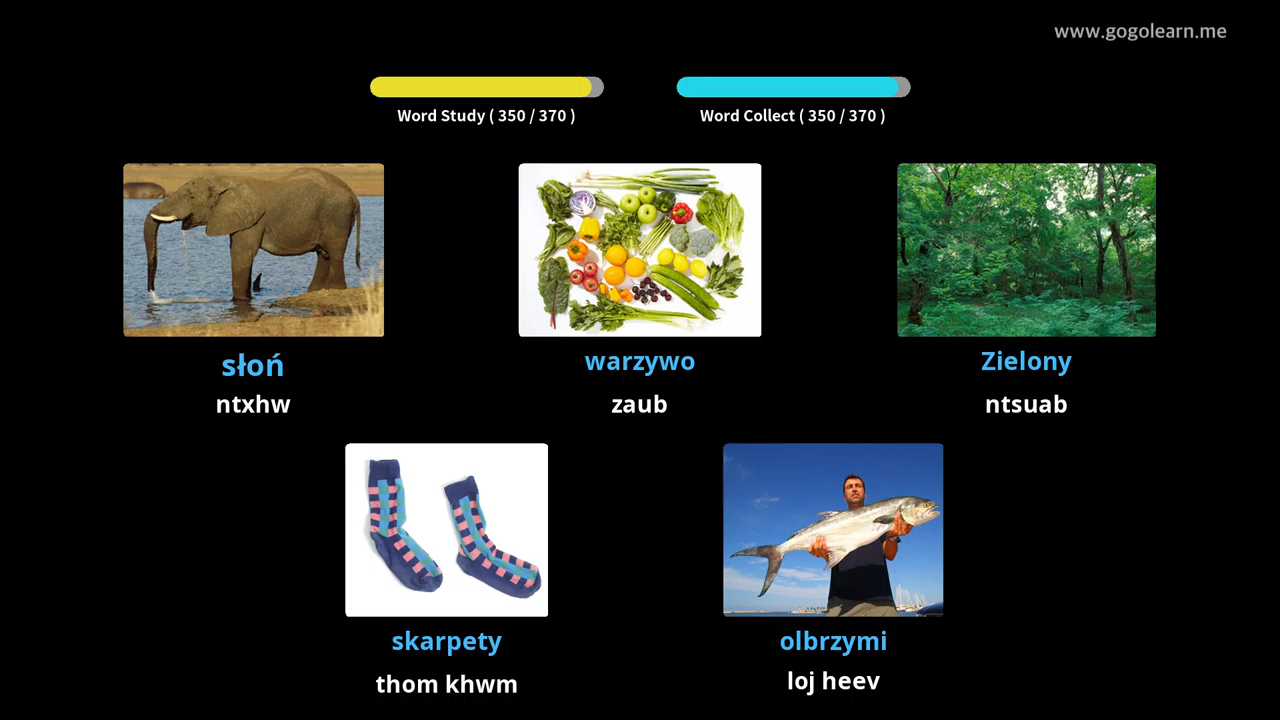 www.gogolearn.me
Word Study ( 350 / 370 )
Word Collect ( 350 / 370 )
słoń
ntxhw
warzywo
zaub
Zielony
ntsuab
skarpety
thom khwm
olbrzymi
loj heev